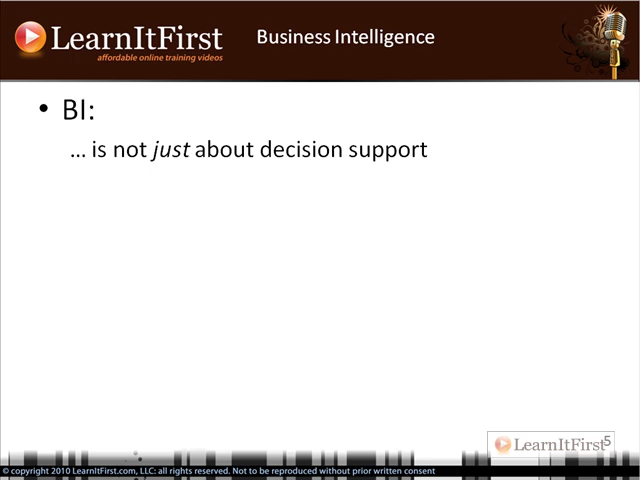 LearnItFirst
affordable online training videos
Business Intelligence
• BI:
... is not just about decision support
LearnItFirst
5
© copyright 2010 LearnItFirst.com, LLC: all rights reserved. Not to be reproduced without prior written consent